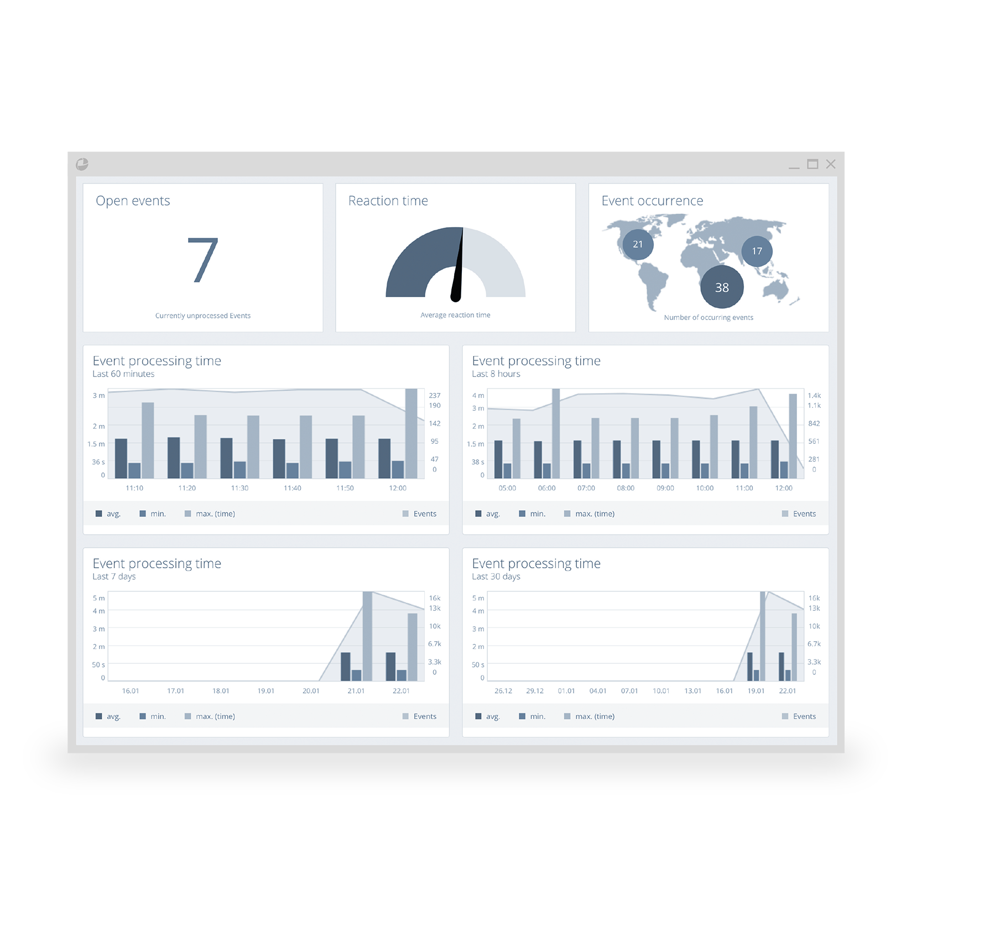 Open events
7
Currently unprocessed Events
Reaction time
Average reaction time
Event occurrence
21
17
38
Number of occurring events
Event processing time
Last 60 minutes
3 m
2 m
1.5 m
36 s
0
237
190
142
95
47
0
11:10 11:20 11:30 11:40 11:50 12:00
avg. min. max. (time) Events
Event processing time
Last 8 hours
4 m
3 m
2 m
1.5 m
38 s
0
1.4k
1.1k
842
561
281
0
05:00 06:00 07:00 08:00 09:00 10:00 11:00 12:00
avg. min. max. (time) Events
Event processing time
Last 7 days
5 m
4 m
3 m
2 m
50 s
0
16k
13k
10k
6.7k
3.3k
0
16.01 17.01 18.01 19.01 20.01 21.01 22.01
avg. min. max. (time) Events
Event processing time
Last 30 days
5 m
4 m
3 m
2 m
50 s
0
16k
13k
10k
6.7k
3.3k
0
26.12 29.12 01.01 04.01 07.01 10.01 13.01 16.01 19.01 22.01
avg. min. max. (time) Events